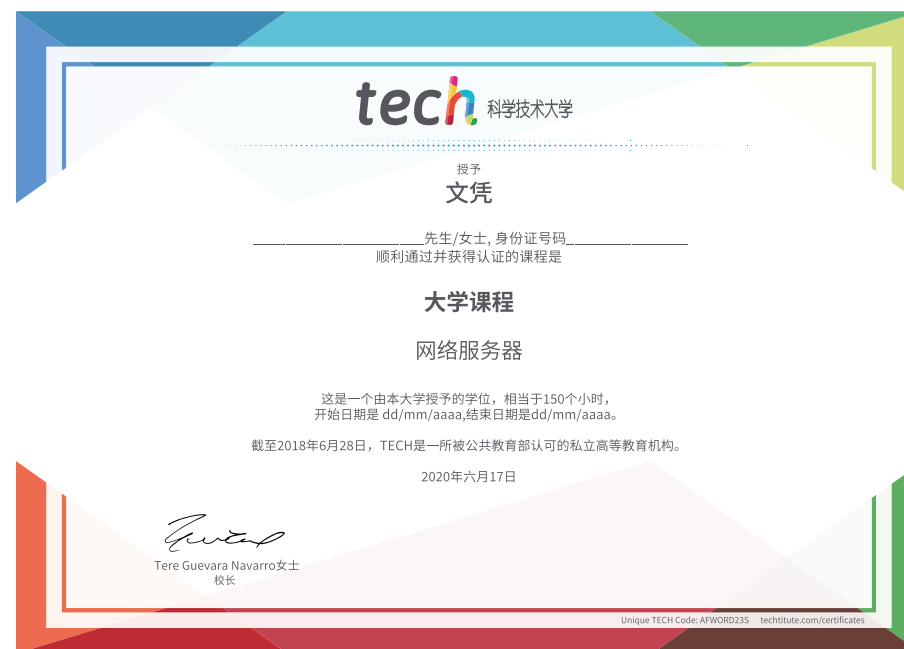 tech 科学技术大学
授予
文凭
______________________先生/女士, 身份证号码_______________
顺利通过并获得认证的课程是
大学课程
网络服务器
这是一个由本大学授予的学位，相当于150个小时，
开始日期是 dd/mm/aaaa,结束日期是dd/mm/aaaa。
截至2018年6月28日，TECH是一所被公共教育部认可的私立高等教育机构。
2020年六月17日
Tere Guevara Navarro女士
校长
Unique TECH Code: AFWORD23S techtitute.com/certificates